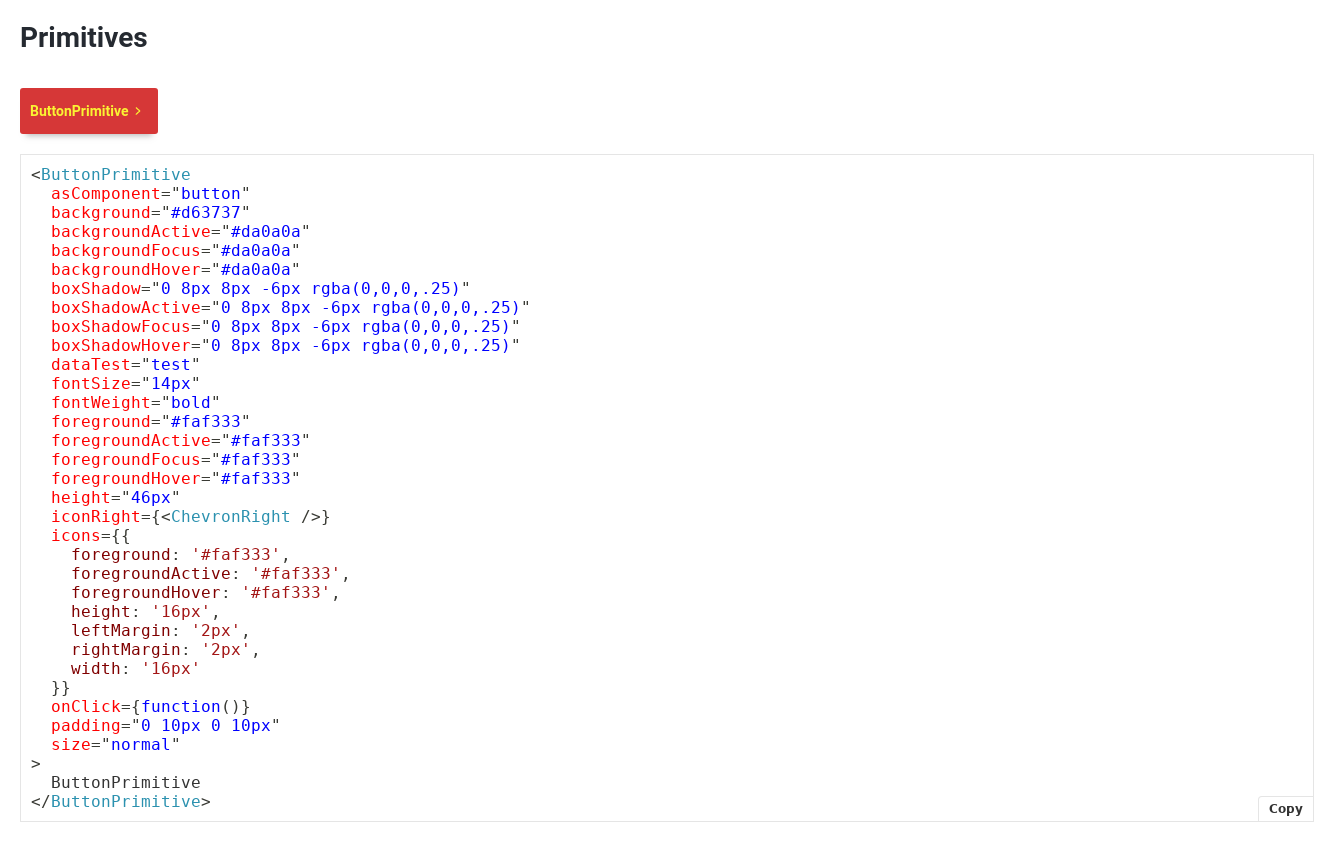 Primitives
ButtonPrimitive
<ButtonPrimitive
  asComponent="button"
  background="#d63737"
  backgroundActive="#da0a0a"
  backgroundFocus="#da0a0a"
  backgroundHover="#da0a0a"
  boxShadow="0 8px 8px -6px rgba(0,0,0,.25)"
  boxShadowActive="0 8px 8px -6px rgba(0,0,0,.25)"
  boxShadowFocus="0 8px 8px -6px rgba(0,0,0,.25)"
  boxShadowHover="0 8px 8px -6px rgba(0,0,0,.25)"
  dataTest="test"
  fontSize="14px"
  fontWeight="bold"
  foreground="#faf333"
  foregroundActive="#faf333"
  foregroundFocus="#faf333"
  foregroundHover="#faf333"
  height="46px"
  iconRight={<ChevronRight />}
  icons={{
    foreground: '#faf333',
    foregroundActive: '#faf333',
    foregroundHover: '#faf333',
    height: '16px',
    leftMargin: '2px',
    rightMargin: '2px',
    width: '16px'
  }}
  onClick={function()}
  padding="0 10px 0 10px"
  size="normal"
>
  ButtonPrimitive
</ButtonPrimitive>
Copy